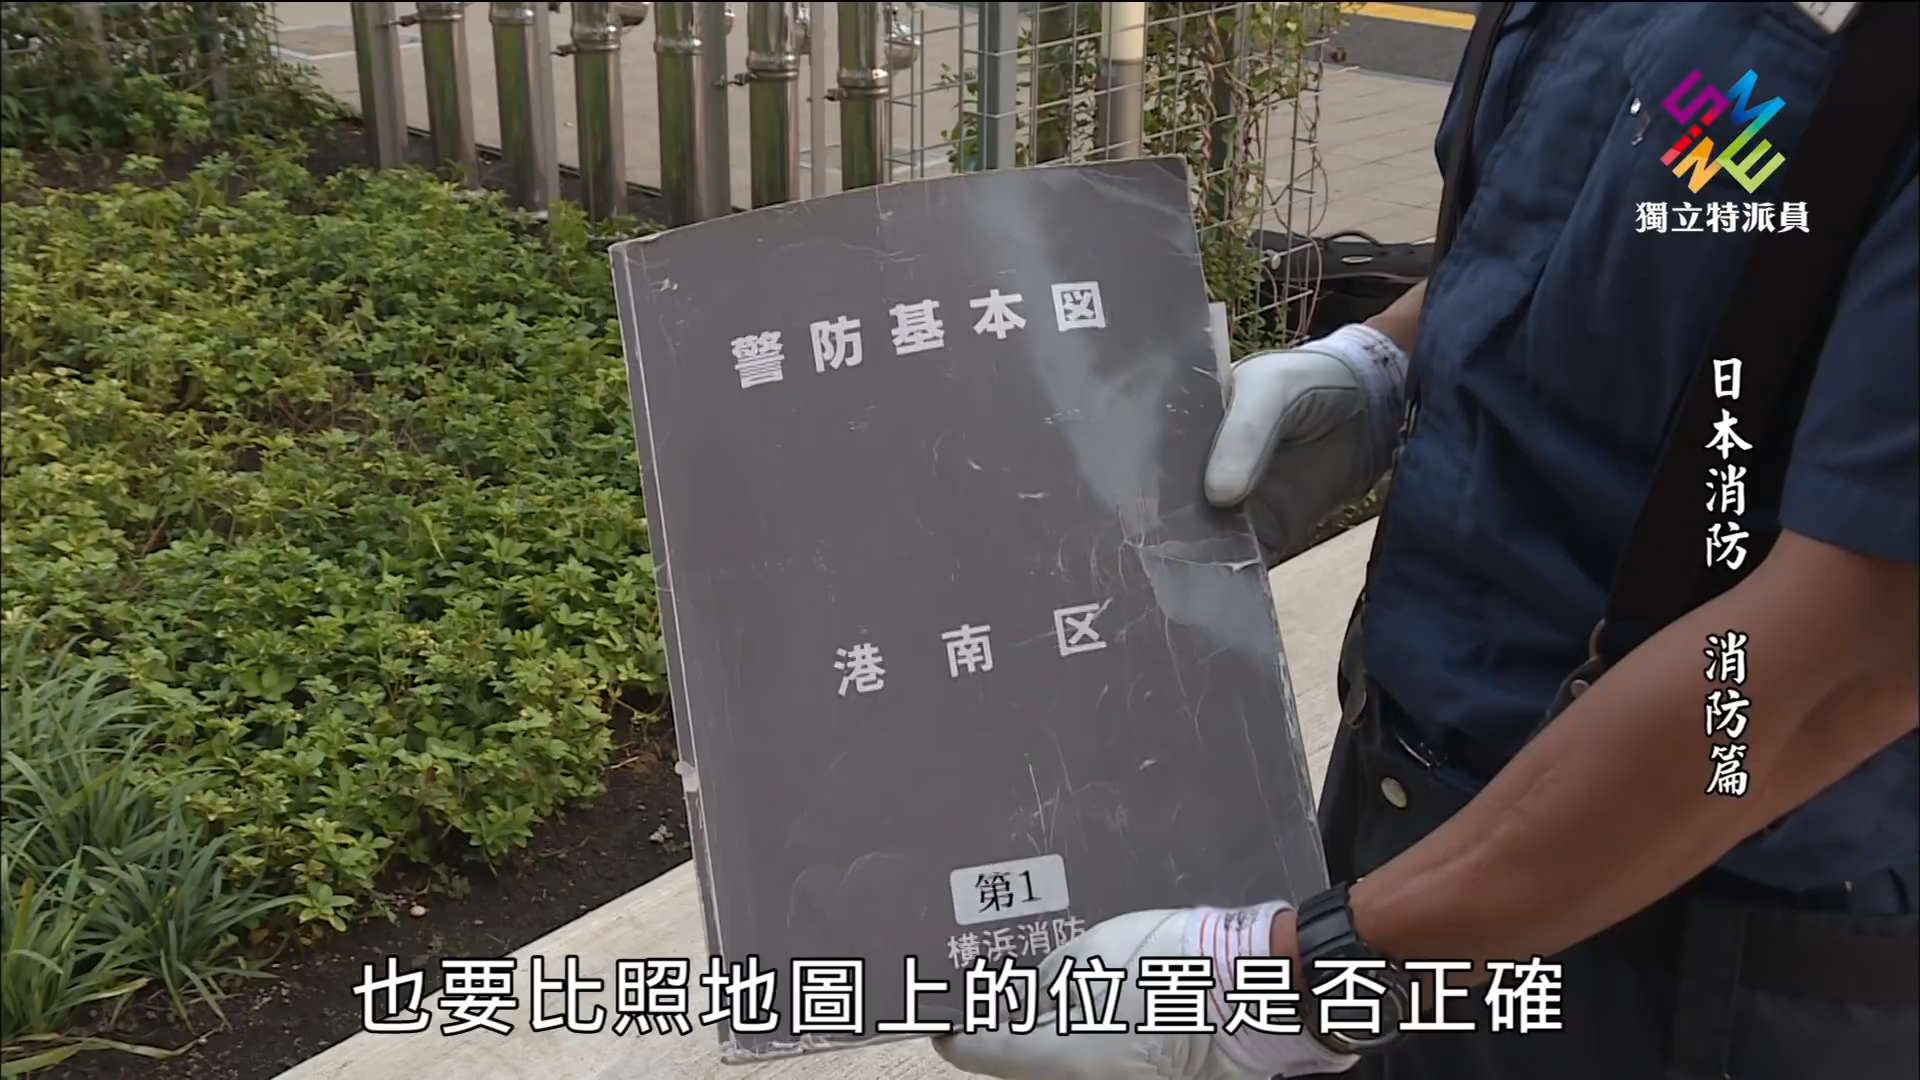 警防基本図
港南区
第1
横浜消防
SMINE
獨立特派員
日本消防 消防篇
也要比照地圖上的位置是否正確